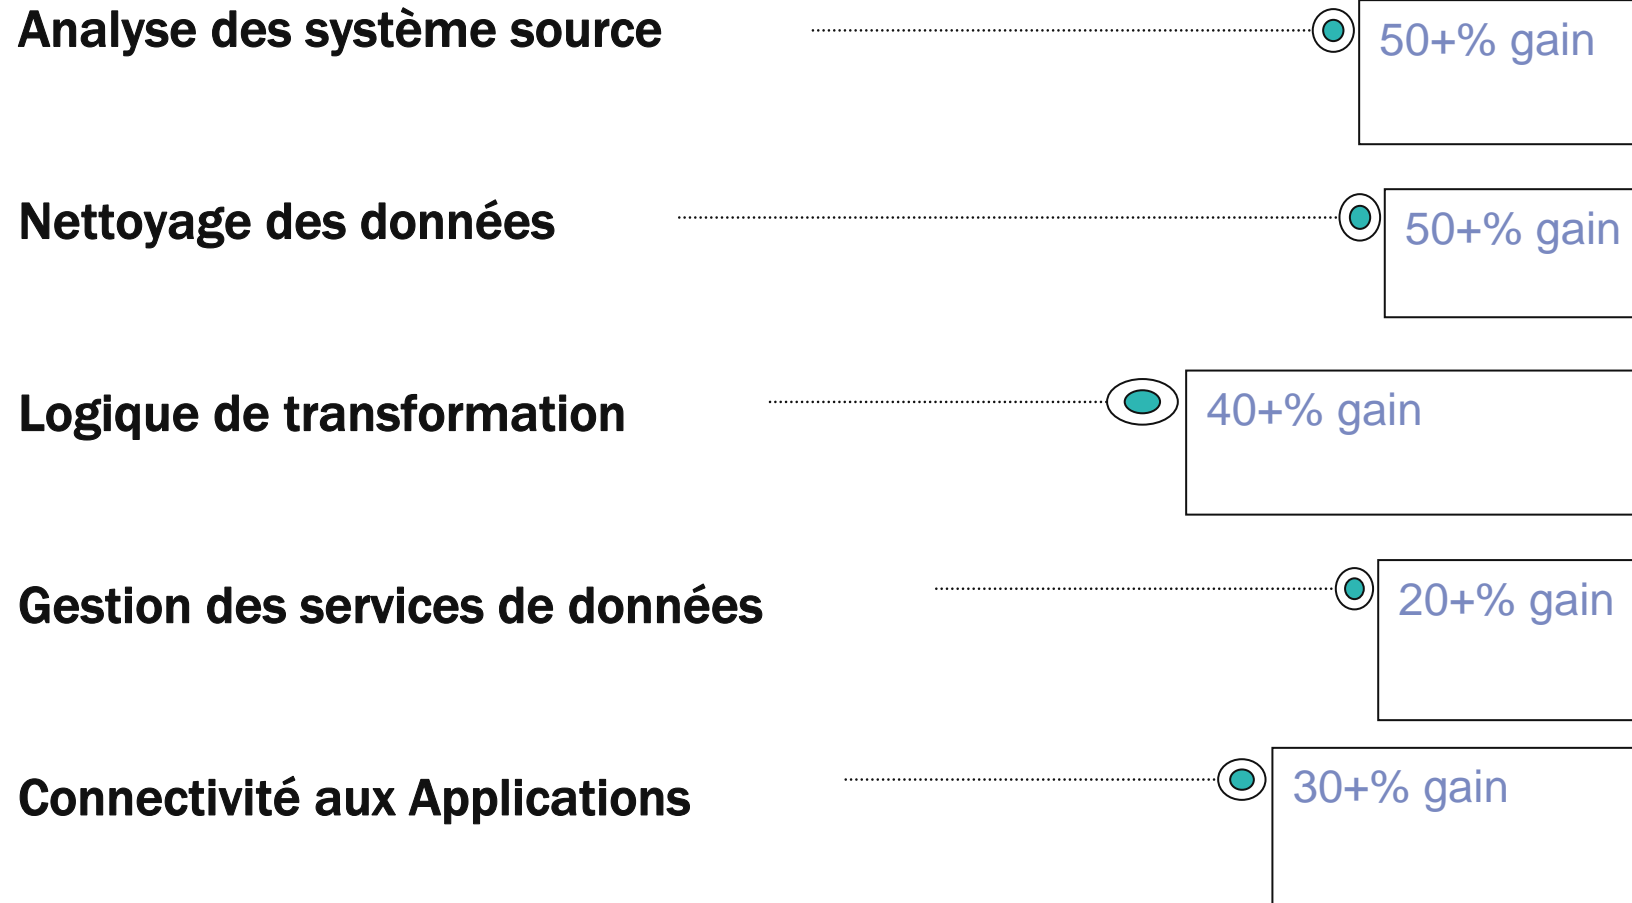 Analyse des système source
50+% gain
Nettoyage des données
50+% gain
Logique de transformation
40+% gain
Gestion des services de données
20+% gain
Connectivité aux Applications
30+% gain